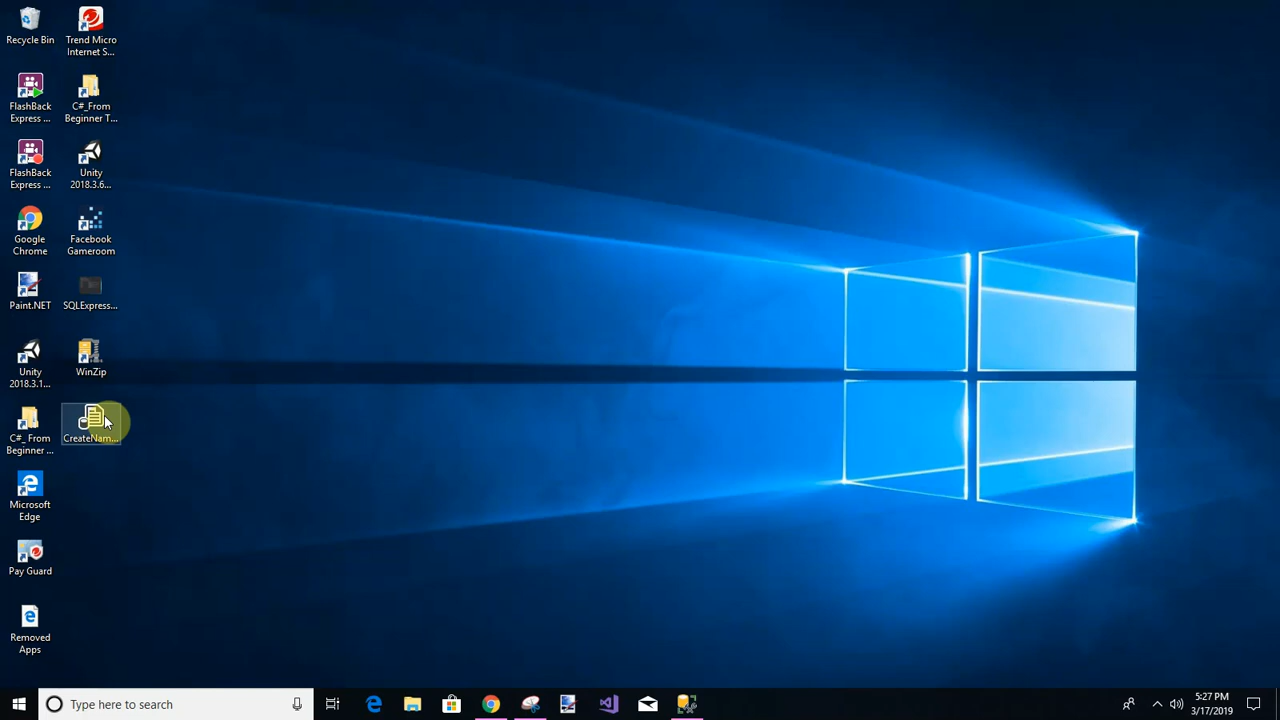 Recycle Bin
Trend Micro
Internet S...
FlashBack
Express ...
C#_From
Beginner T...
FlashBack
Express ...
Unity
2018.3.6...
Google
Chrome
Facebook
Gameroom
Paint.NET
SQLExpress...
Unity
2018.3.1...
WinZip
C#_ From
Beginner ...
CreateNam...
Microsoft
Edge
Pay Guard
Removed
Apps
Type here to search
5:27 PM
3/17/2019